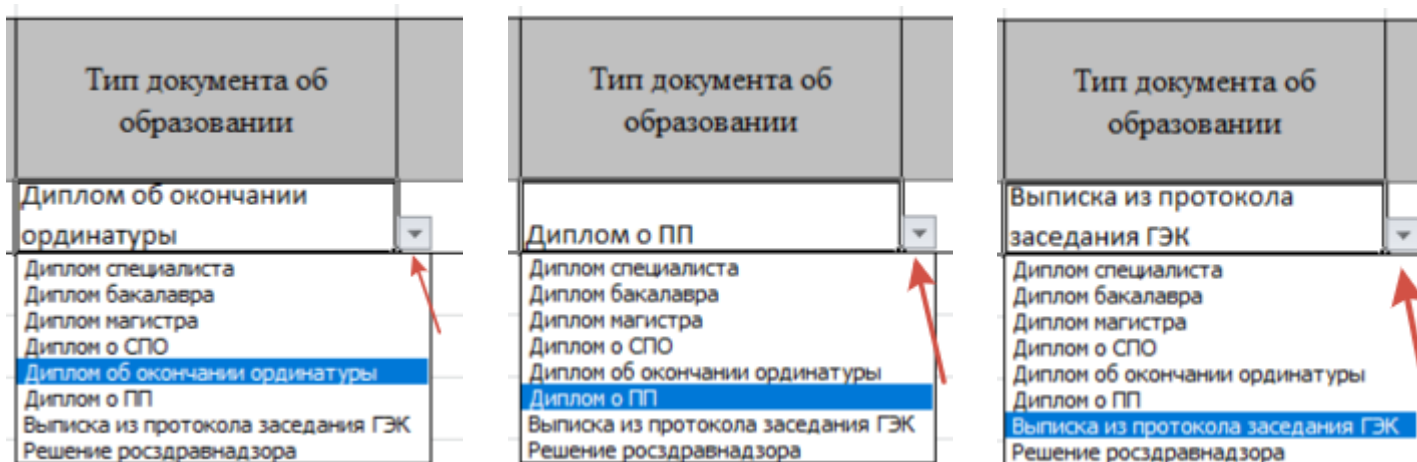 Тип документа об
образовании
Диплом об окончании
ординатуры
Диплом специалиста
Диплом бакалавра
Диплом магистра
Диплом о СПО
Диплом об окончании ординатуры
Диплом о ПП
Выписка из протокола заседания ГЭК
Решение росздравнадзора
Тип документа об
образовании
Диплом о ПП
Диплом специалиста
Диплом бакалавра
Диплом магистра
Диплом о СПО
Диплом об окончании ординатуры
Диплом о ПП
Выписка из протокола заседания ГЭК
Решение росздравнадзора
Тип документа об
образовании
Выписка из протокола
заседания ГЭК
Диплом специалиста
Диплом бакалавра
Диплом магистра
Диплом о СПО
Диплом об окончании ординатуры
Диплом о ПП
Выписка из протокола заседания ГЭК
Решение росздравнадзора